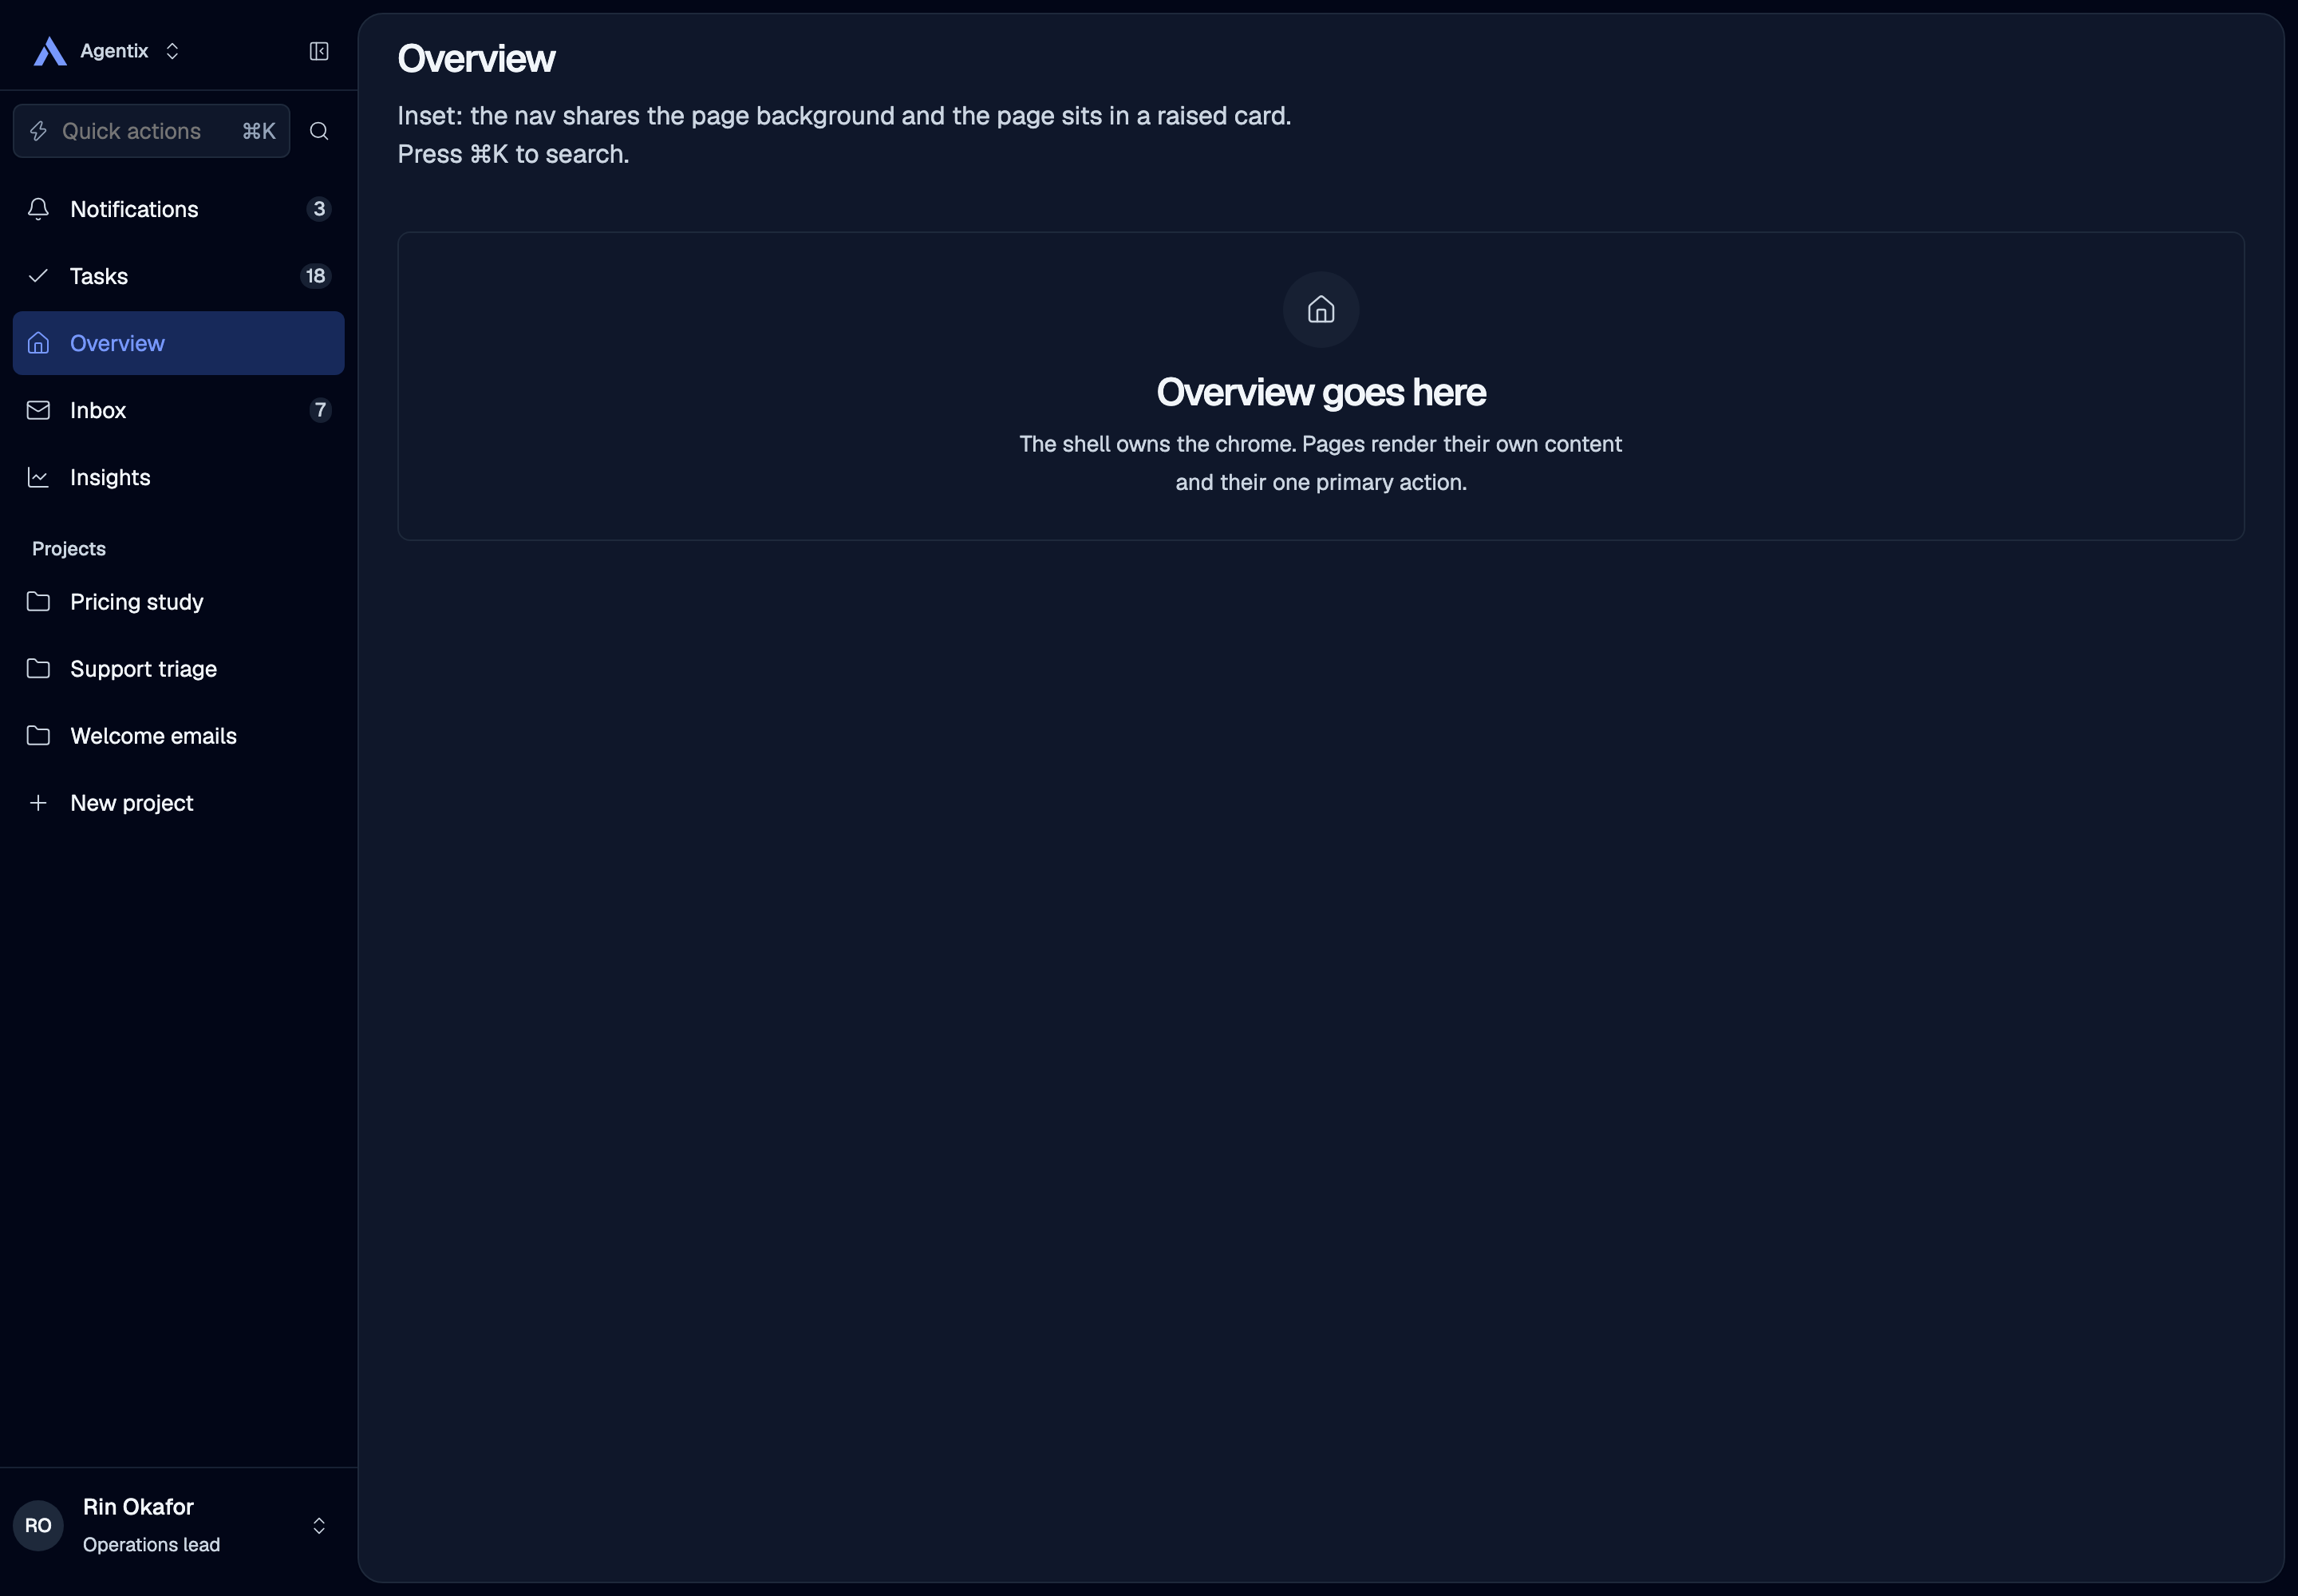 Agentix
Quick actions ⌘K
Notifications 3
Tasks 18
Overview
Inbox 7
Insights
Projects
Pricing study
Support triage
Welcome emails
New project
RO
Rin Okafor
Operations lead
Overview
Inset: the nav shares the page background and the page sits in a raised card.
Press ⌘K to search.
Overview goes here
The shell owns the chrome. Pages render their own content
and their one primary action.